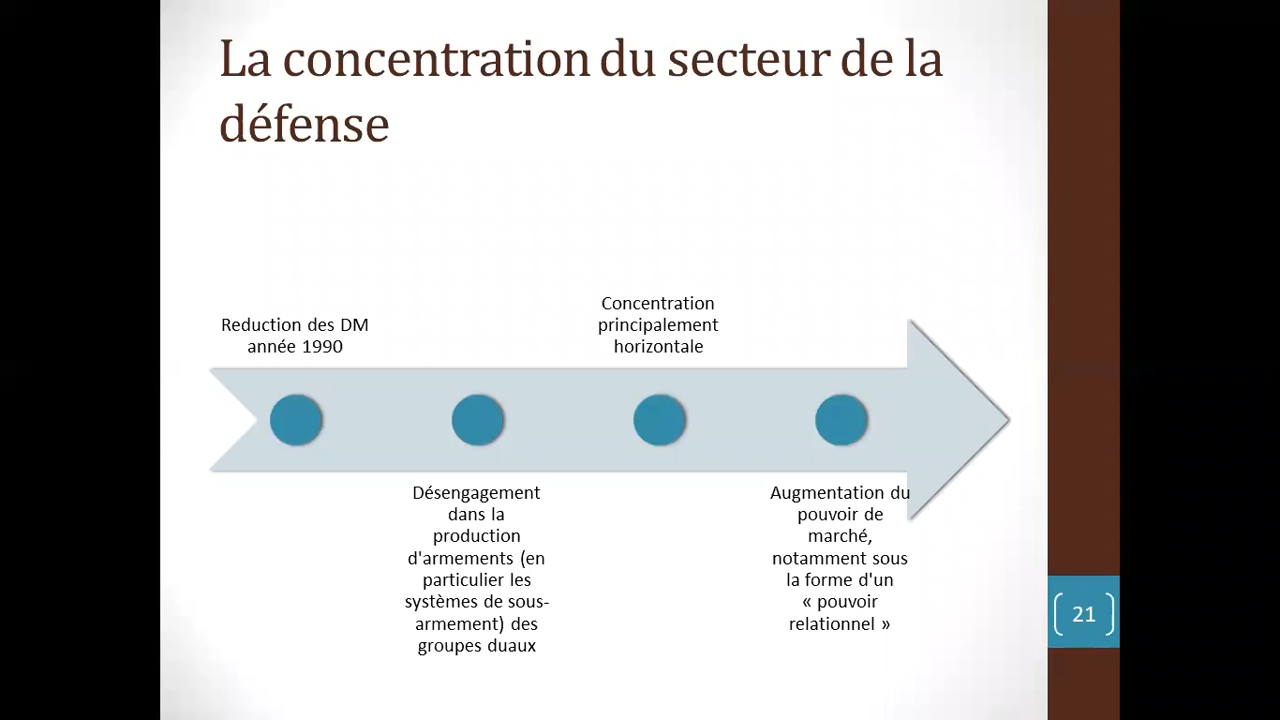 La concentration du secteur de la
défense
Reduction des DM
année 1990
Désengagement
dans la
production
d'armements (en
particulier les
systèmes de sous-
armement) des
groupes duaux
Concentration
principalement
horizontale
Augmentation du
pouvoir de
marché,
notamment sous
la forme d'un
« pouvoir
relationnel »
21